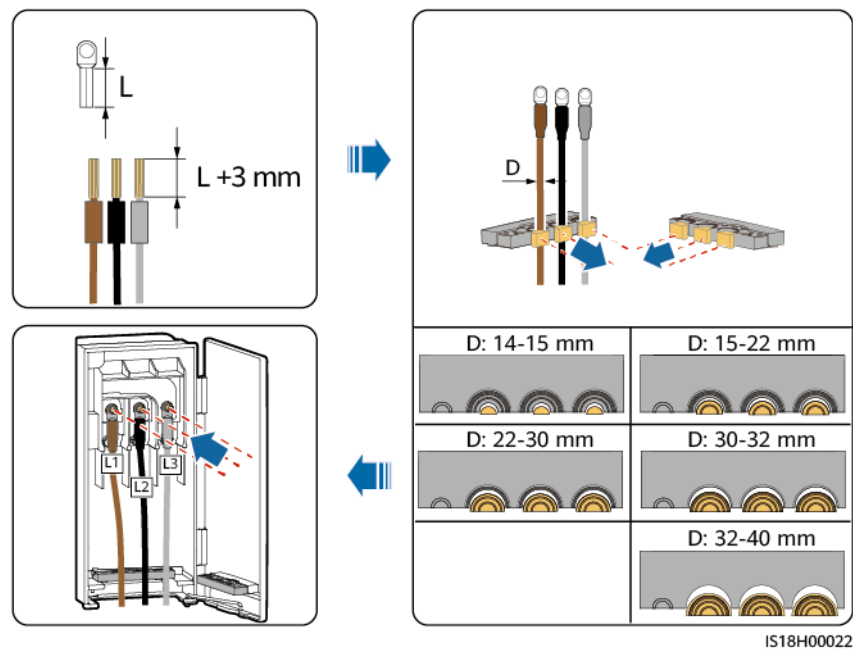 L
L +3 mm
D
D: 14-15 mm
D: 15-22 mm
D: 22-30 mm
D: 30-32 mm
D: 32-40 mm
L1
L2
L3
IS18H00022